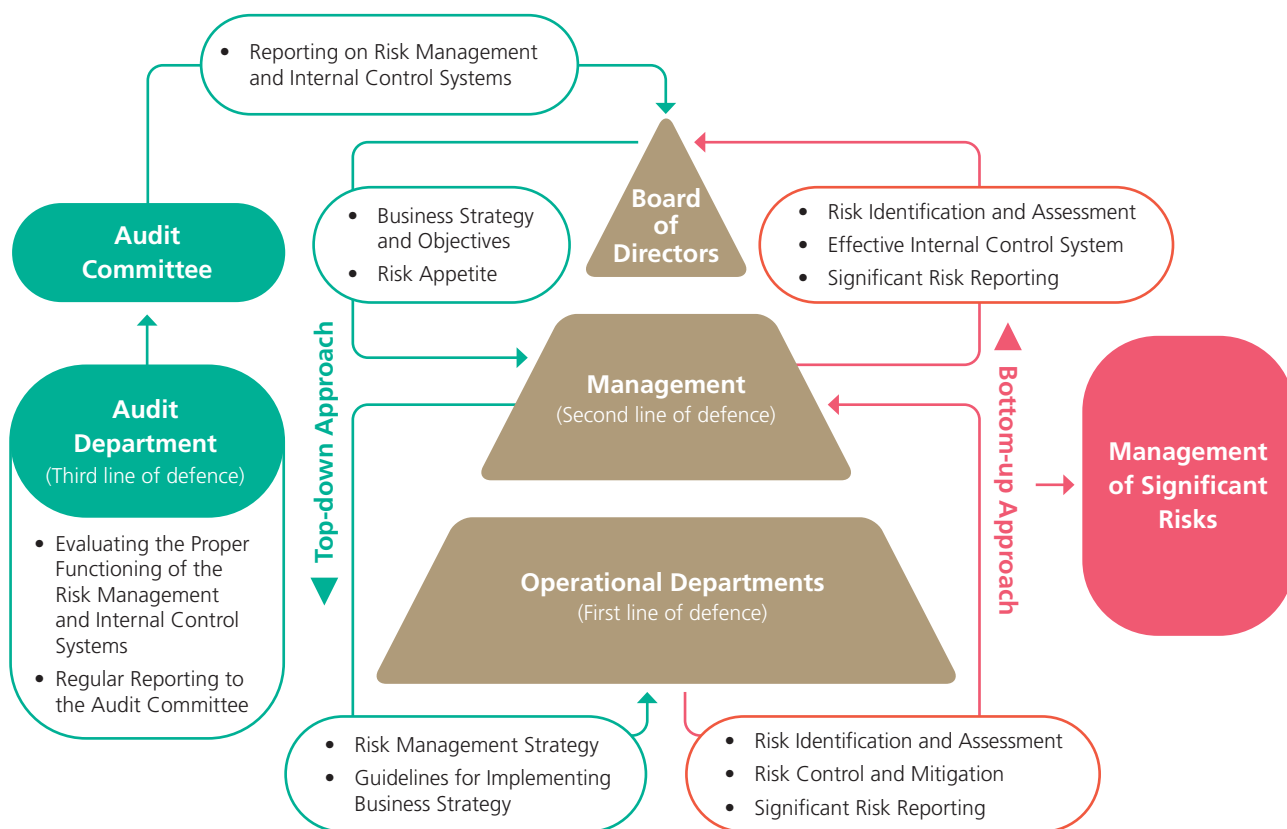 • Reporting on Risk Management
and Internal Control Systems
Audit
Committee
Audit
Department
(Third line of defence)
• Evaluating the Proper
Functioning of the
Risk Management
and Internal Control
Systems
• Regular Reporting to
the Audit Committee
• Business Strategy
and Objectives
• Risk Appetite
Top-down Approach
Board
of
Directors
Management
(Second line of defence)
Operational Departments
(First line of defence)
• Risk Management Strategy
• Guidelines for Implementing
Business Strategy
• Risk Identification and Assessment
• Effective Internal Control System
• Significant Risk Reporting
Bottom-up Approach
• Risk Identification and Assessment
• Risk Control and Mitigation
• Significant Risk Reporting
Management
of Significant
Risks